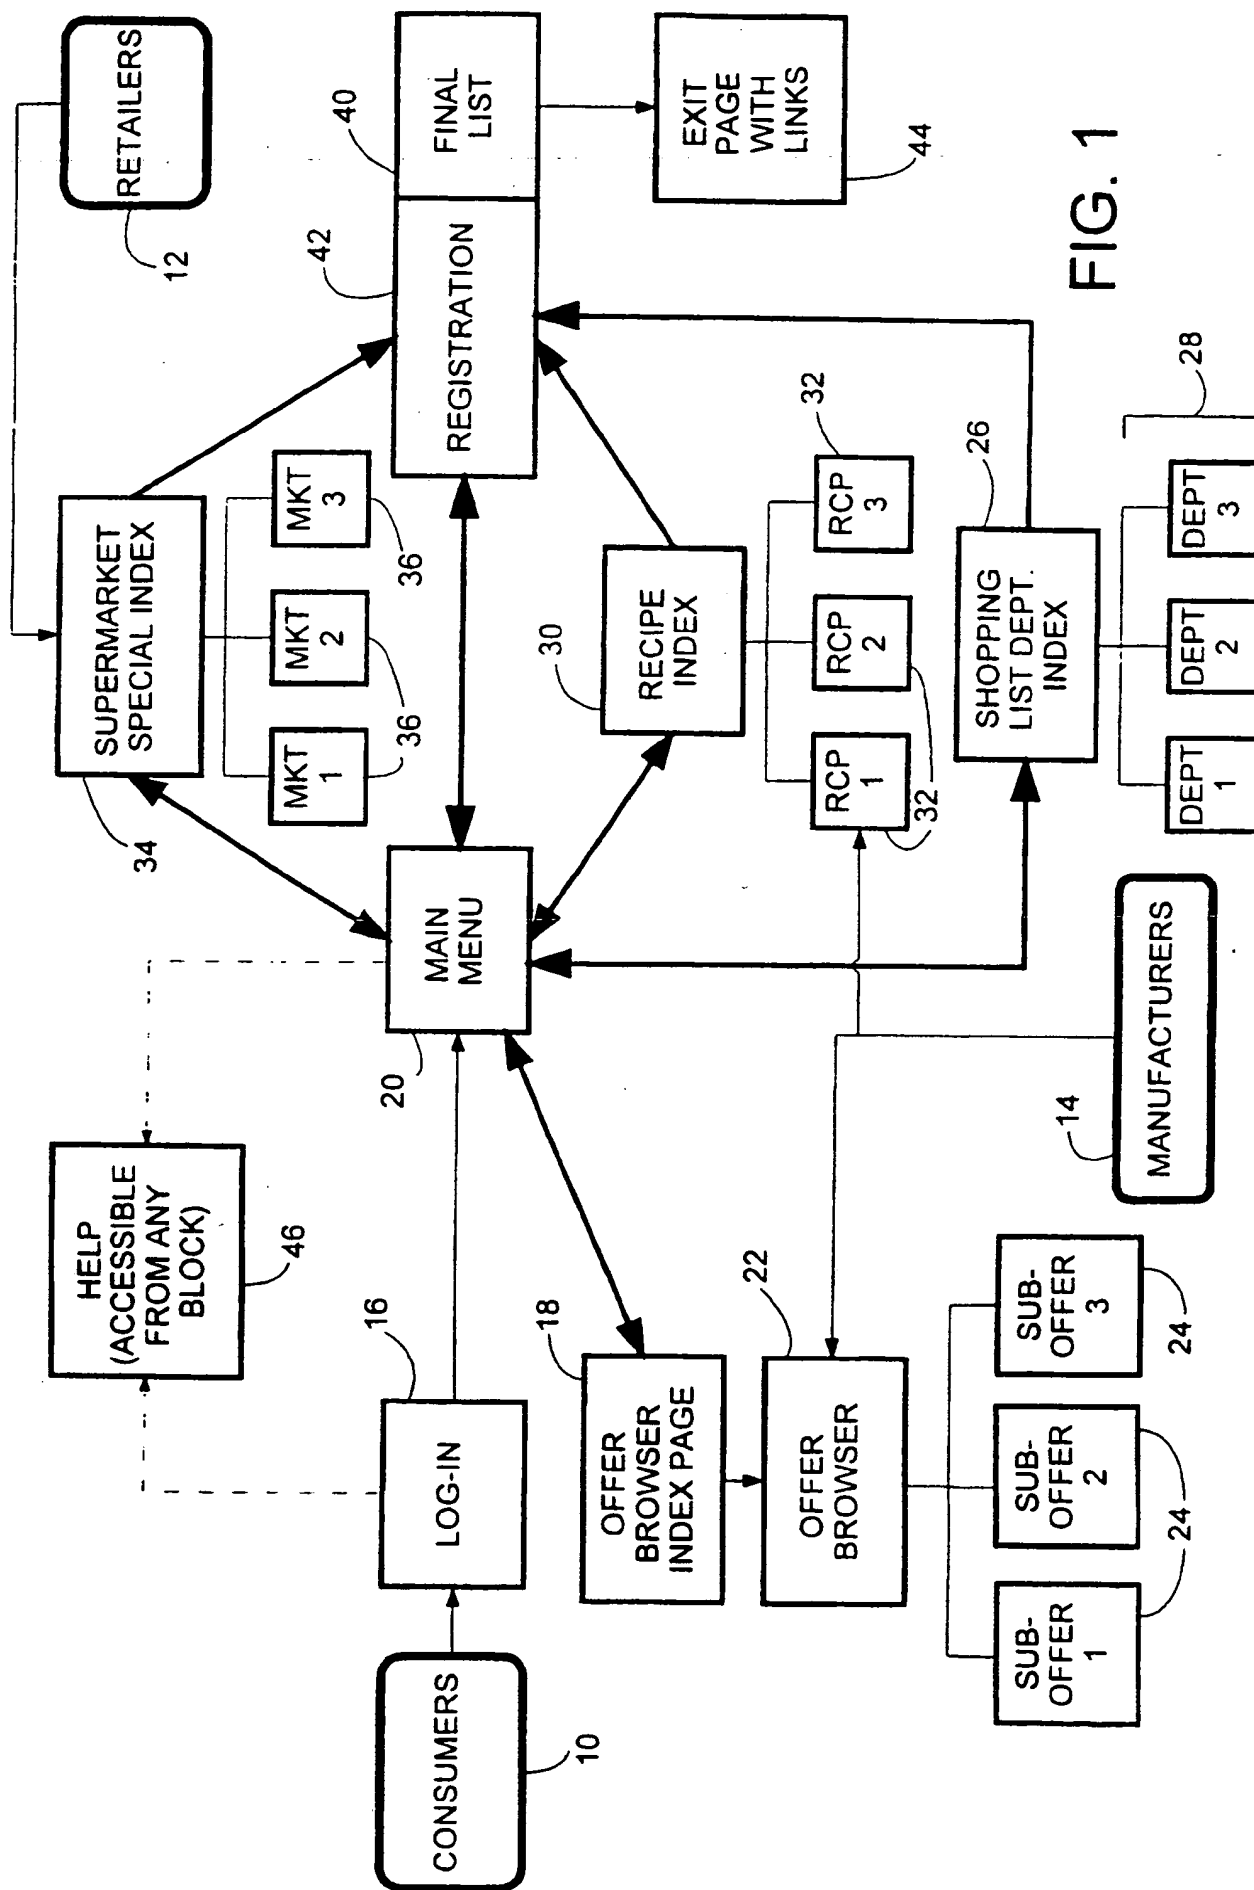 HELP
(ACCESSIBLE
FROM ANY
BLOCK)
46
SUPERMARKET
SPECIAL INDEX
34
MKT
1
MKT
2
MKT
3
36
36
RETAILERS
12
CONSUMERS
10
LOG-IN
16
MAIN
MENU
20
REGISTRATION
42
FINAL
LIST
40
EXIT
PAGE
WITH
LINKS
44
OFFER
BROWSER
INDEX PAGE
18
OFFER
BROWSER
22
SUB-
OFFER
1
SUB-
OFFER
2
SUB-
OFFER
3
24
24
RECIPE
INDEX
30
RCP
1
RCP
2
RCP
3
32
32
SHOPPING
LIST DEPT.
INDEX
26
DEPT
1
DEPT
2
DEPT
3
28
MANUFACTURERS
14
FIG. 1